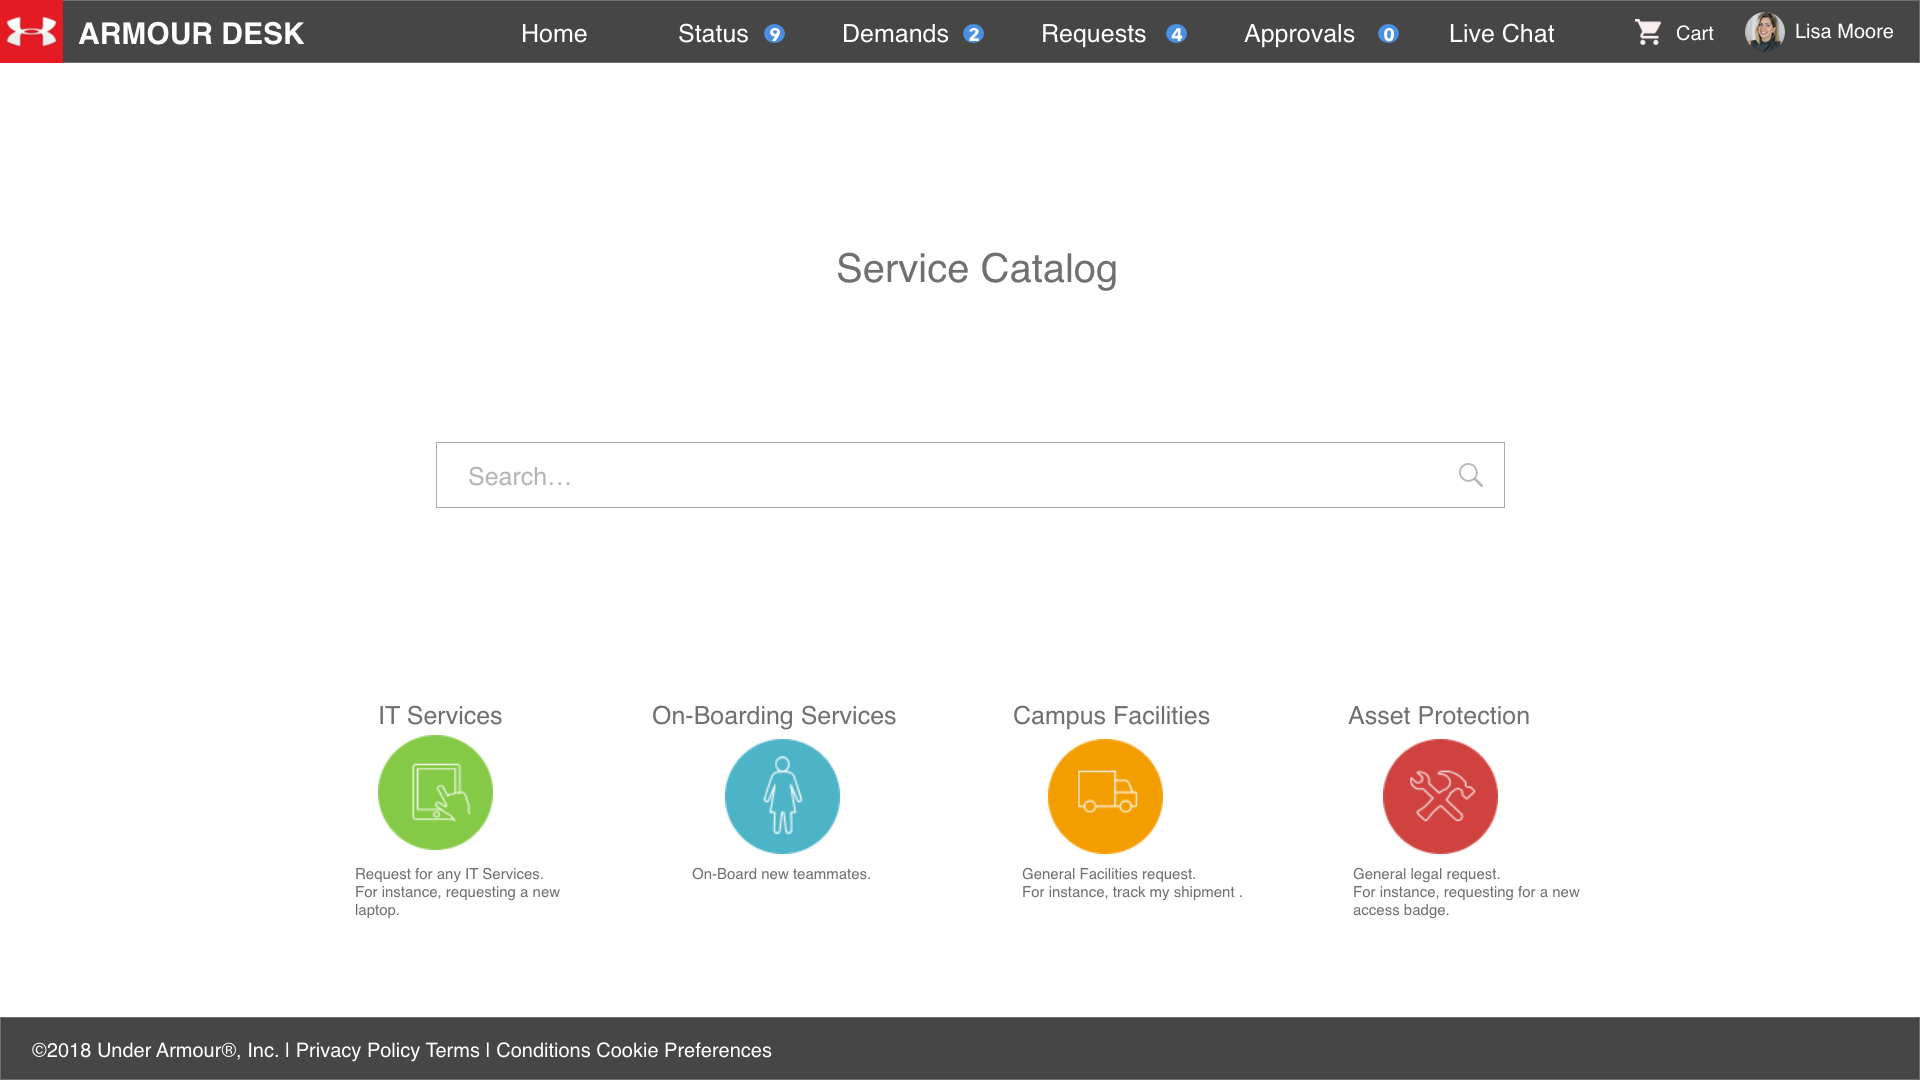 ARMOUR DESK
Home
Status 9
Demands 2
Requests 4
Approvals 0
Live Chat
Cart
Lisa Moore
Service Catalog
Search...
IT Services
On-Boarding Services
Campus Facilities
Asset Protection
Request for any IT Services.
For instance, requesting a new
laptop.
On-Board new teammates.
General Facilities request.
For instance, track my shipment .
General legal request.
For instance, requesting for a new
access badge.
©2018 Under Armour®, Inc. | Privacy Policy Terms | Conditions Cookie Preferences